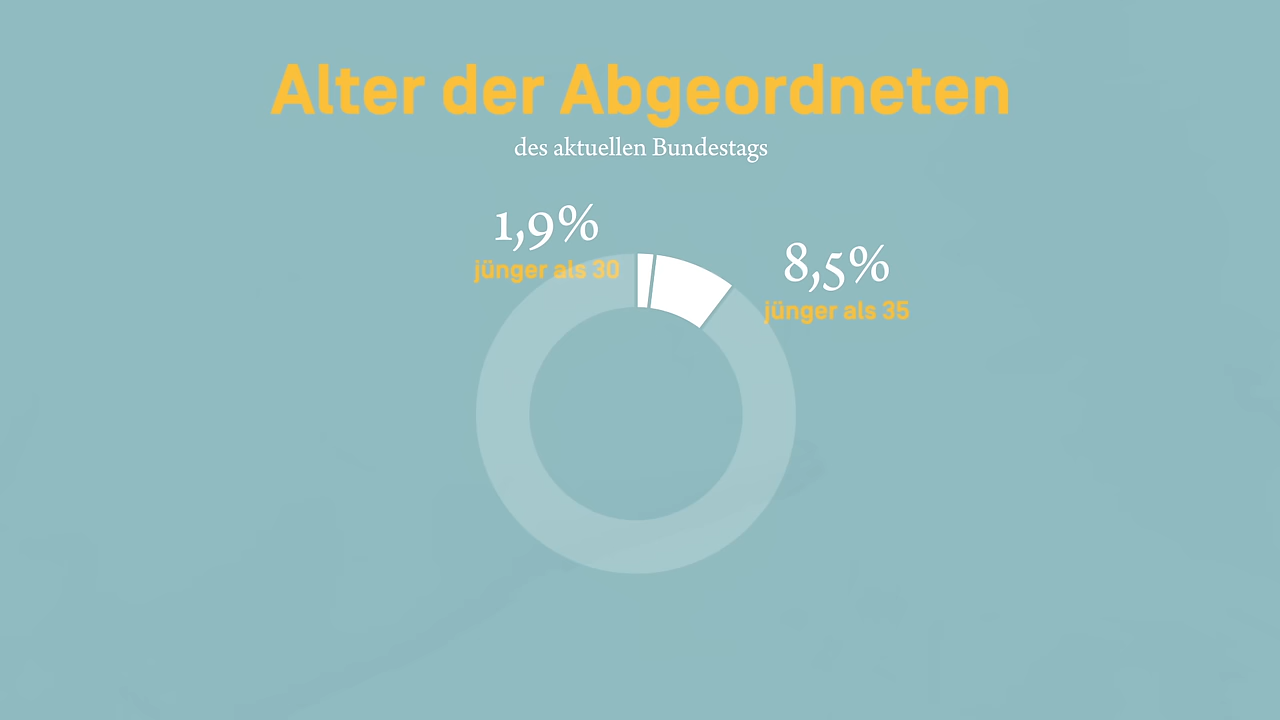 Alter der Abgeordneten
des aktuellen Bundestags
1,9%
jünger als 30
8,5%
jünger als 35